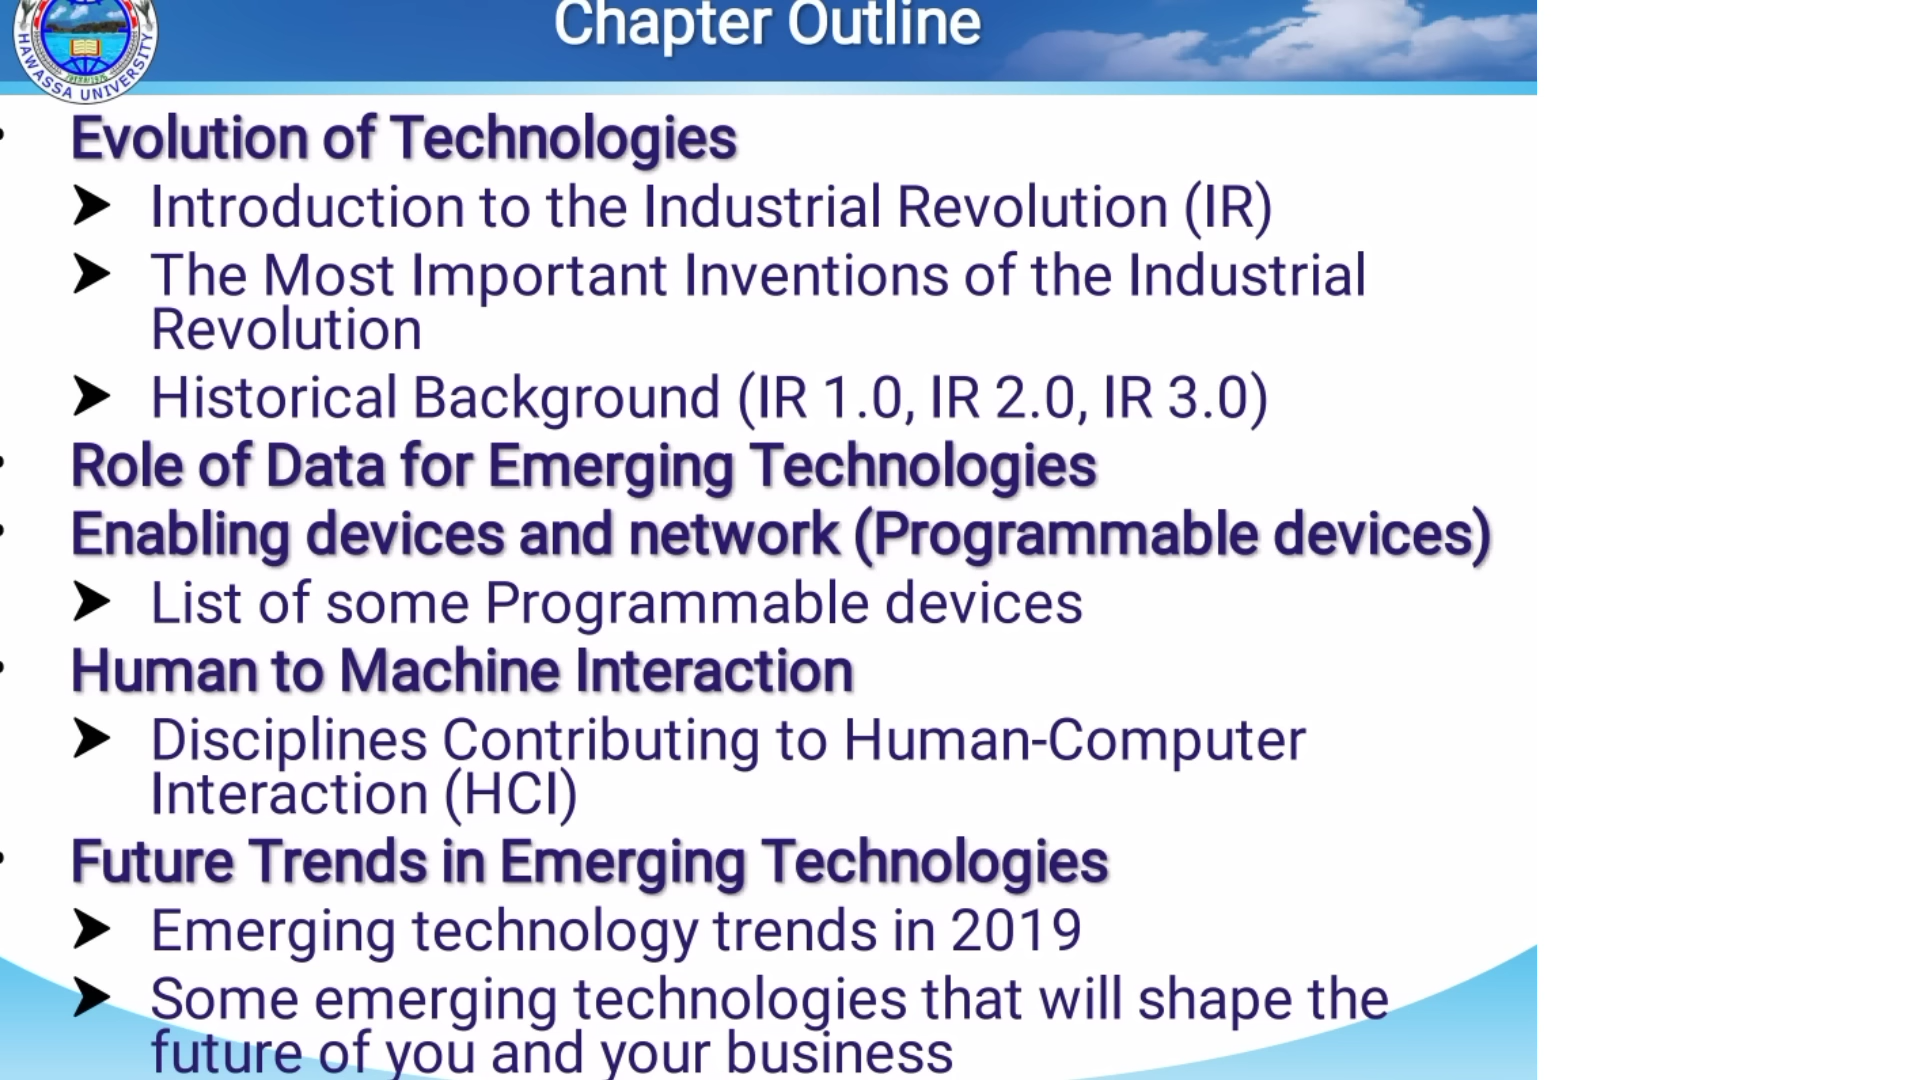 Chapter Outline
HAWASSA UNIVERSITY
• Evolution of Technologies
➤ Introduction to the Industrial Revolution (IR)
➤ The Most Important Inventions of the Industrial
Revolution
➤ Historical Background (IR 1.0, IR 2.0, IR 3.0)
• Role of Data for Emerging Technologies
• Enabling devices and network (Programmable devices)
➤ List of some Programmable devices
• Human to Machine Interaction
➤ Disciplines Contributing to Human-Computer
Interaction (HCI)
• Future Trends in Emerging Technologies
➤ Emerging technology trends in 2019
➤ Some emerging technologies that will shape the
future of you and your business